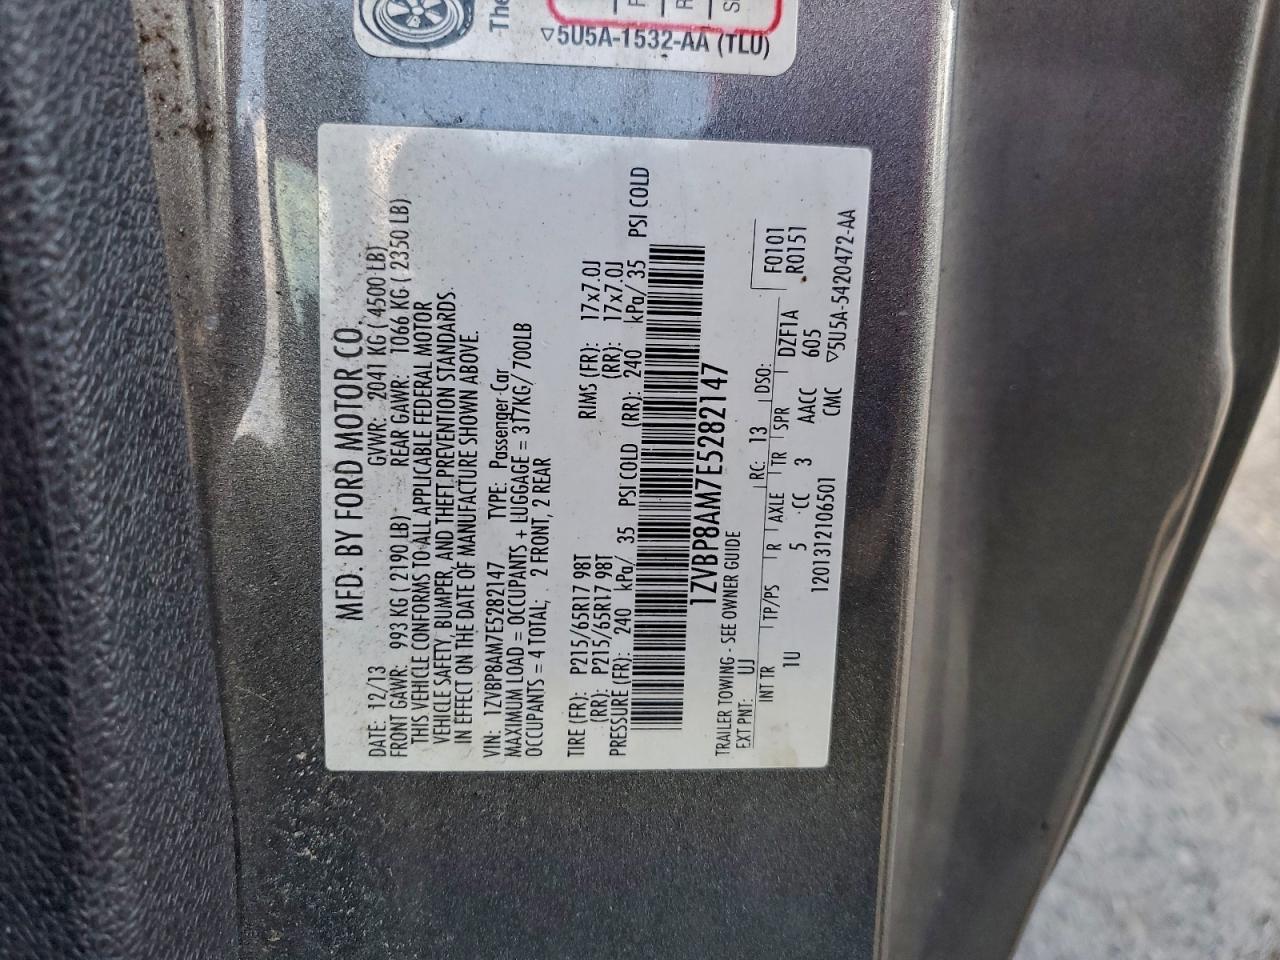 The
▽5U5A-1532-AA (TLU)
MFD. BY FORD MOTOR CO
DATE: 12/13 GVWR: 2041 KG ( 4500 LB)
FRONT GAWR: 993 KG ( 2190 LB) REAR GAWR: 1066 KG ( 2350 LB)
THIS VEHICLE CONFORMS TO ALL APPLICABLE FEDERAL MOTOR
VEHICLE SAFETY, BUMPER, AND THEFT PREVENTION STANDARDS
IN EFFECT ON THE DATE OF MANUFACTURE SHOWN ABOVE.
VIN: 1ZVBP8AM7E5282147 TYPE: Passenger Car
MAXIMUM LOAD = OCCUPANTS + LUGGAGE = 317KG/ 700LB
OCCUPANTS = 4 TOTAL; 2 FRONT, 2 REAR
TIRE (FR): P215/65R17 98T RIMS (FR): 17x7.0J
(RR): P215/65R17 98T (RR): 17x7.0J
PRESSURE (FR): 240 kPa/ 35 PSI COLD (RR): 240 kPa/ 35 PSI COLD
1ZVBP8AM7E5282147
TRAILER TOWING - SEE OWNER GUIDE
EXT PNT: UJ RC: 13 DSO: F0101
R0151
INT TR TP/PS R AXLE TR SPR DZF1A
1U 5 CC 3 AACC 605
12013121106501 CMC ▽5U5A-5420472-AA